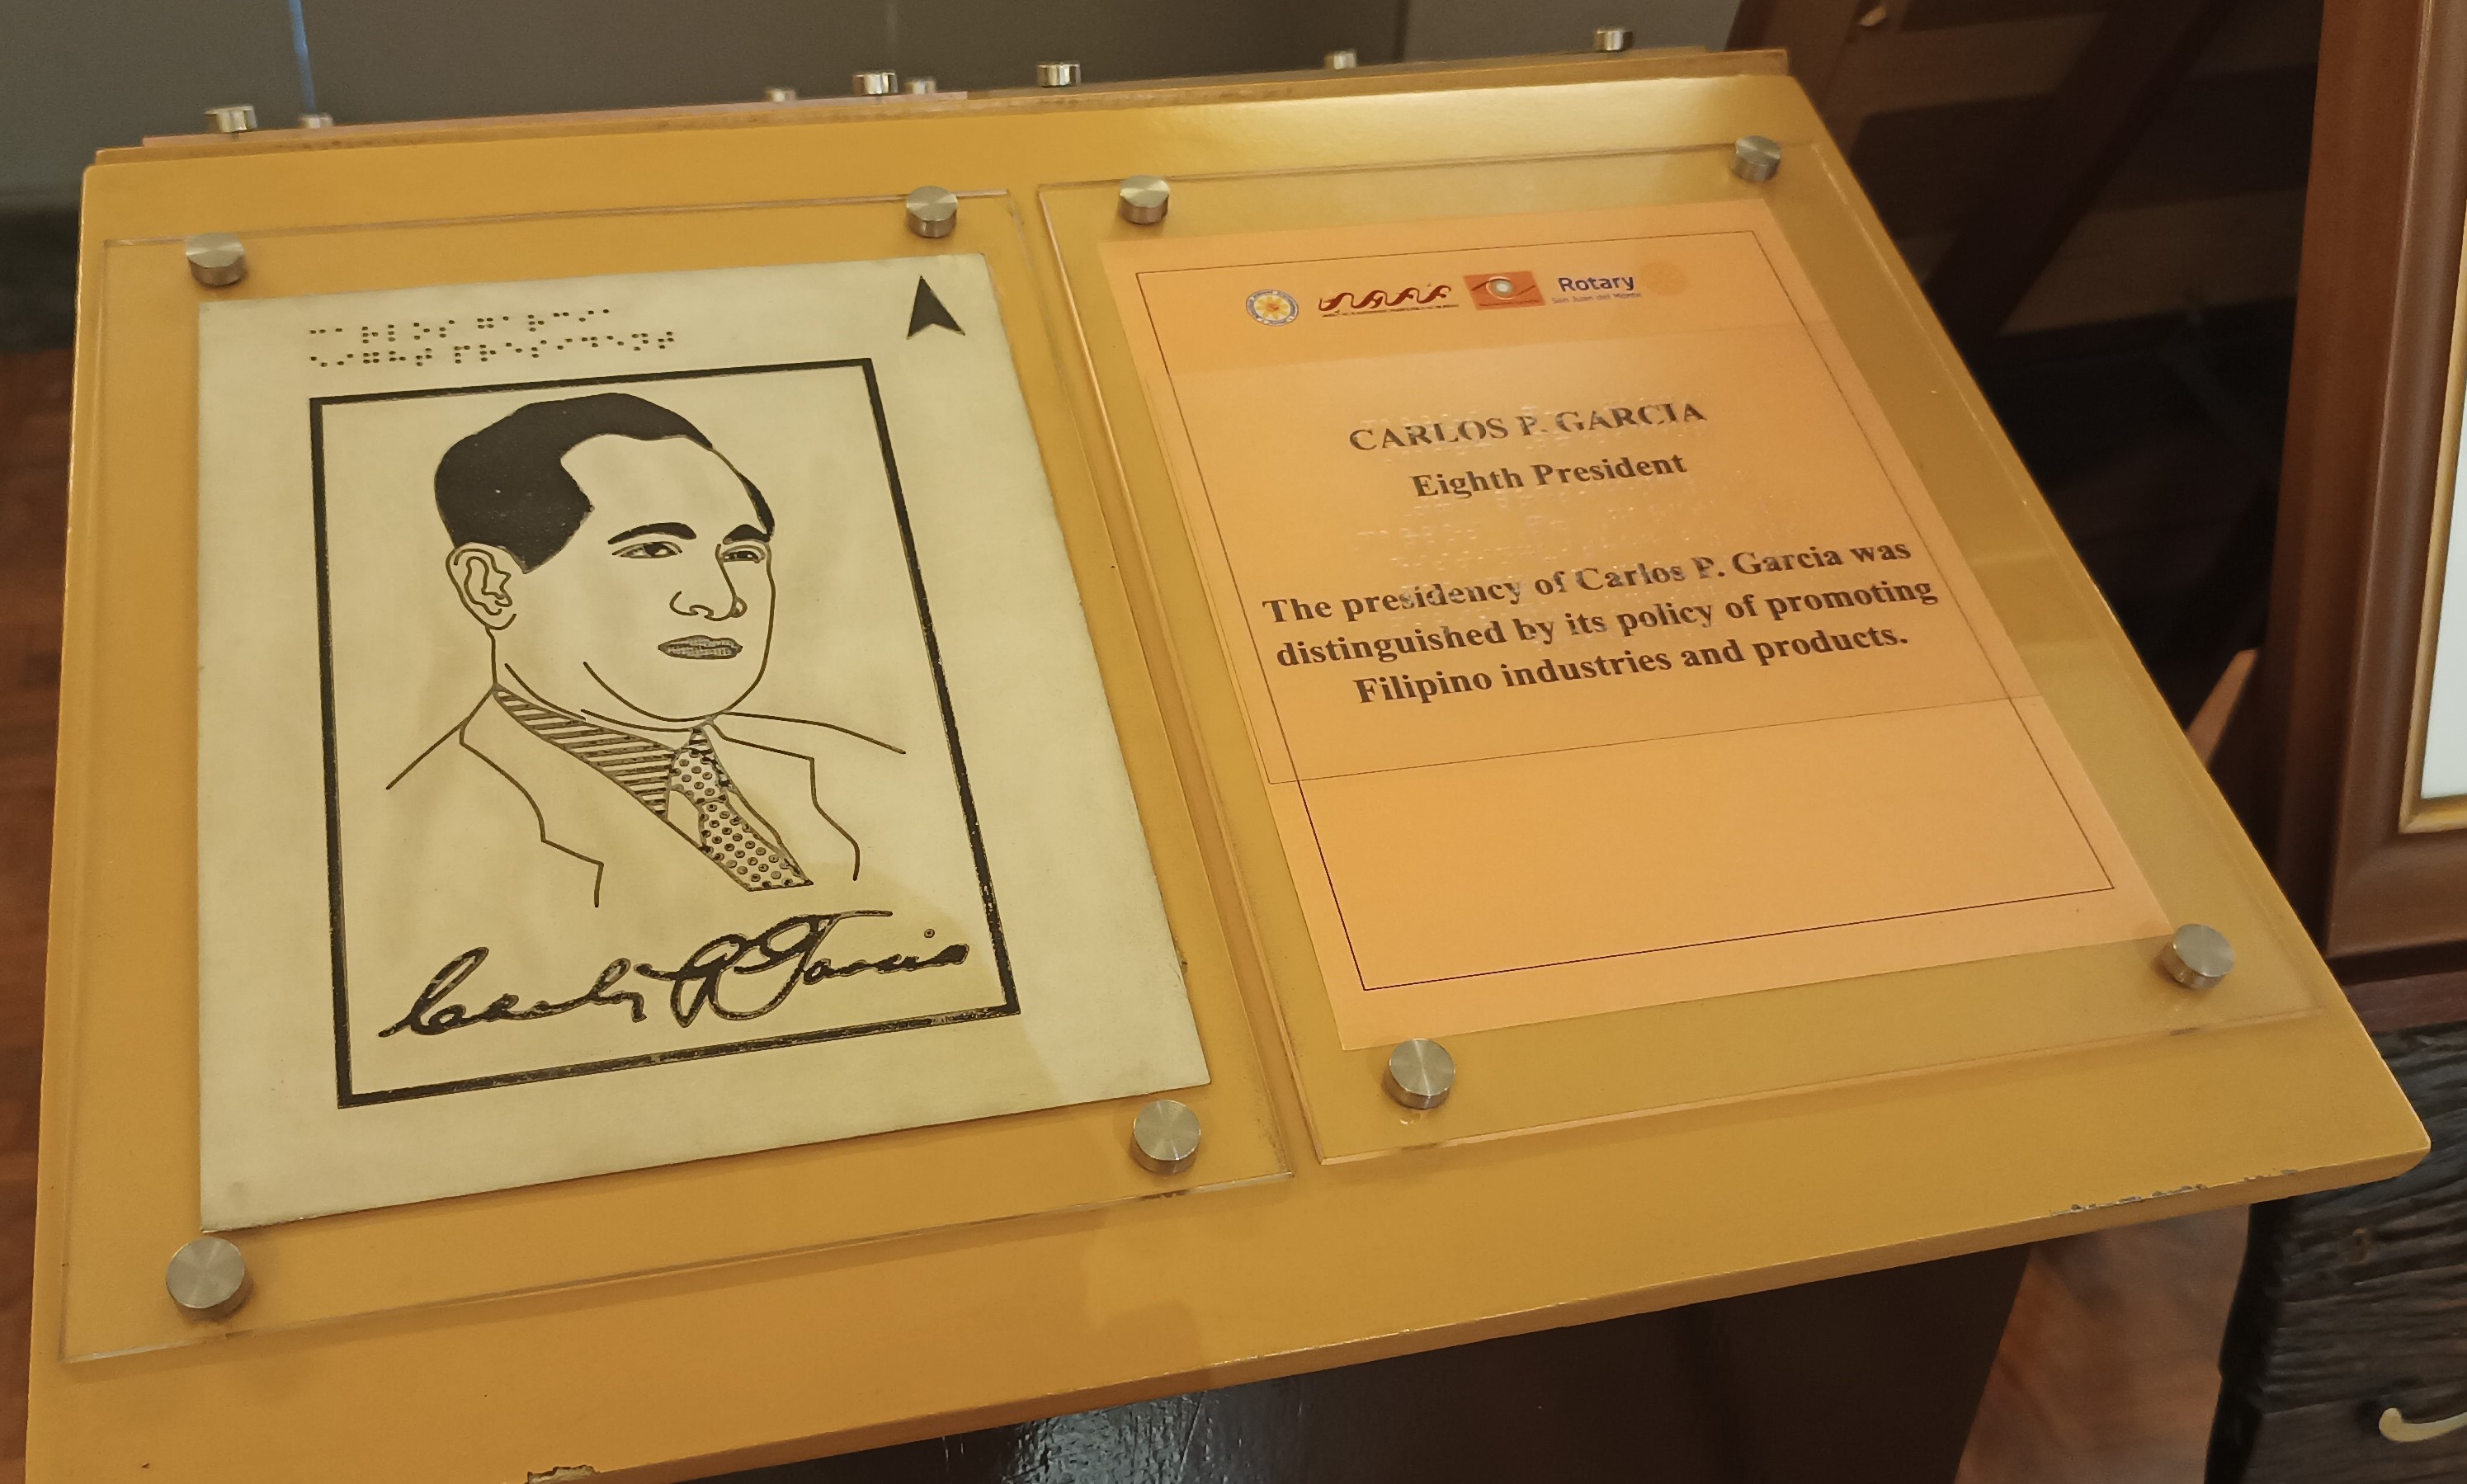 Carlos P Garcia
Rotary
San Juan del Monte
CARLOS P. GARCIA
Eighth President
The presidency of Carlos P. Garcia was
distinguished by its policy of promoting
Filipino industries and products.